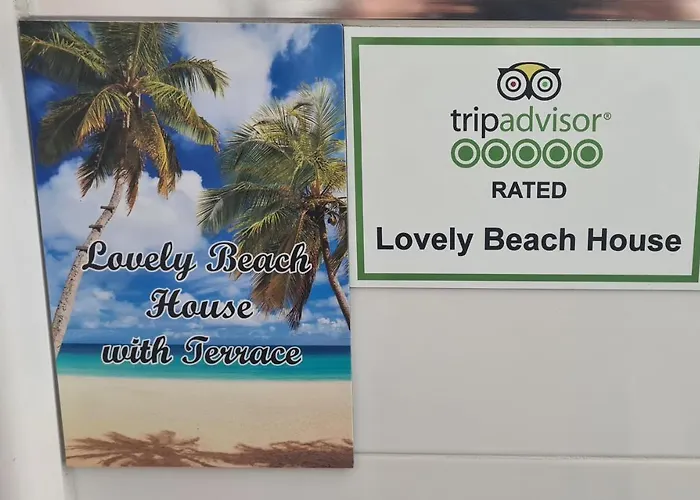 Lovely Beach
House
with Terrace
tripadvisor®
RATED
Lovely Beach House